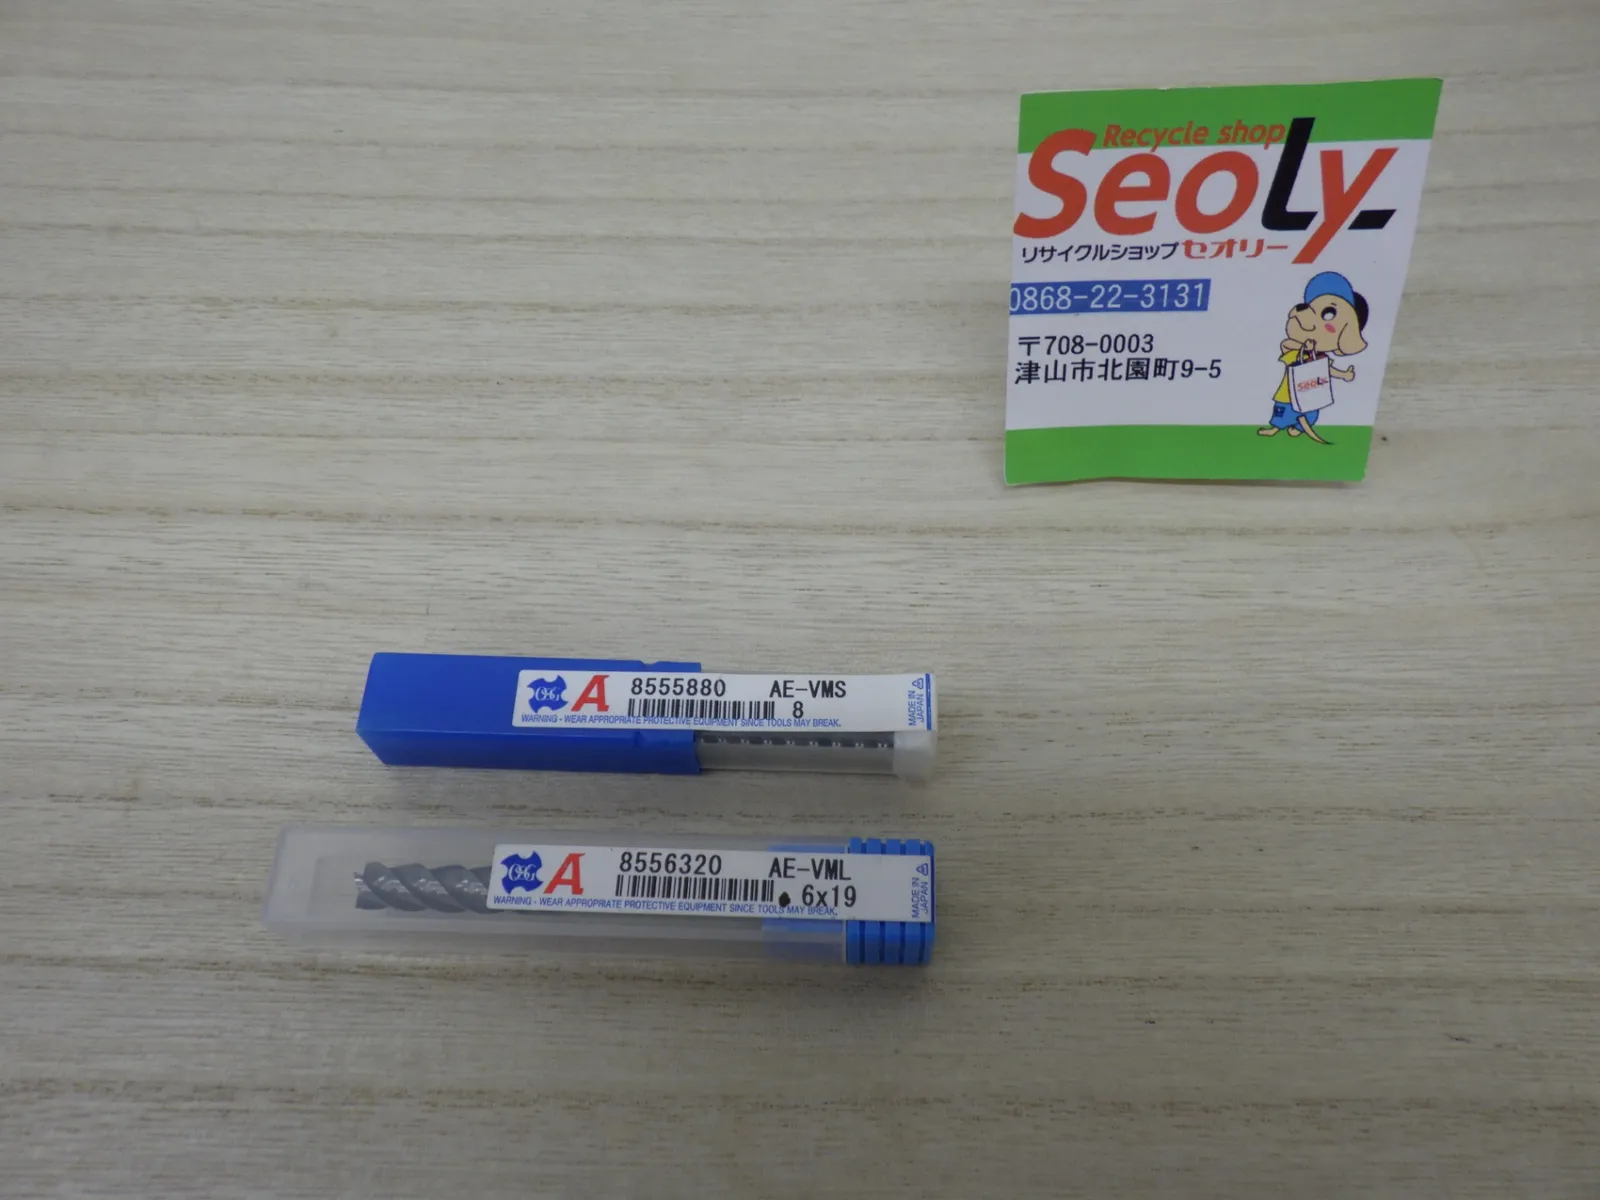 Recycle shop
Seoly
リサイクルショップ セオリー
0868-22-3131
〒708-0003
津山市北園町9-5
Seoly
OSG A 8555880 AE-VMS
8
WARNING - WEAR APPROPRIATE PROTECTIVE EQUIPMENT SINCE TOOLS MAY BREAK.
MADE IN JAPAN
OSG A 8556320 AE-VML
6x19
WARNING - WEAR APPROPRIATE PROTECTIVE EQUIPMENT SINCE TOOLS MAY BREAK.
MADE IN JAPAN